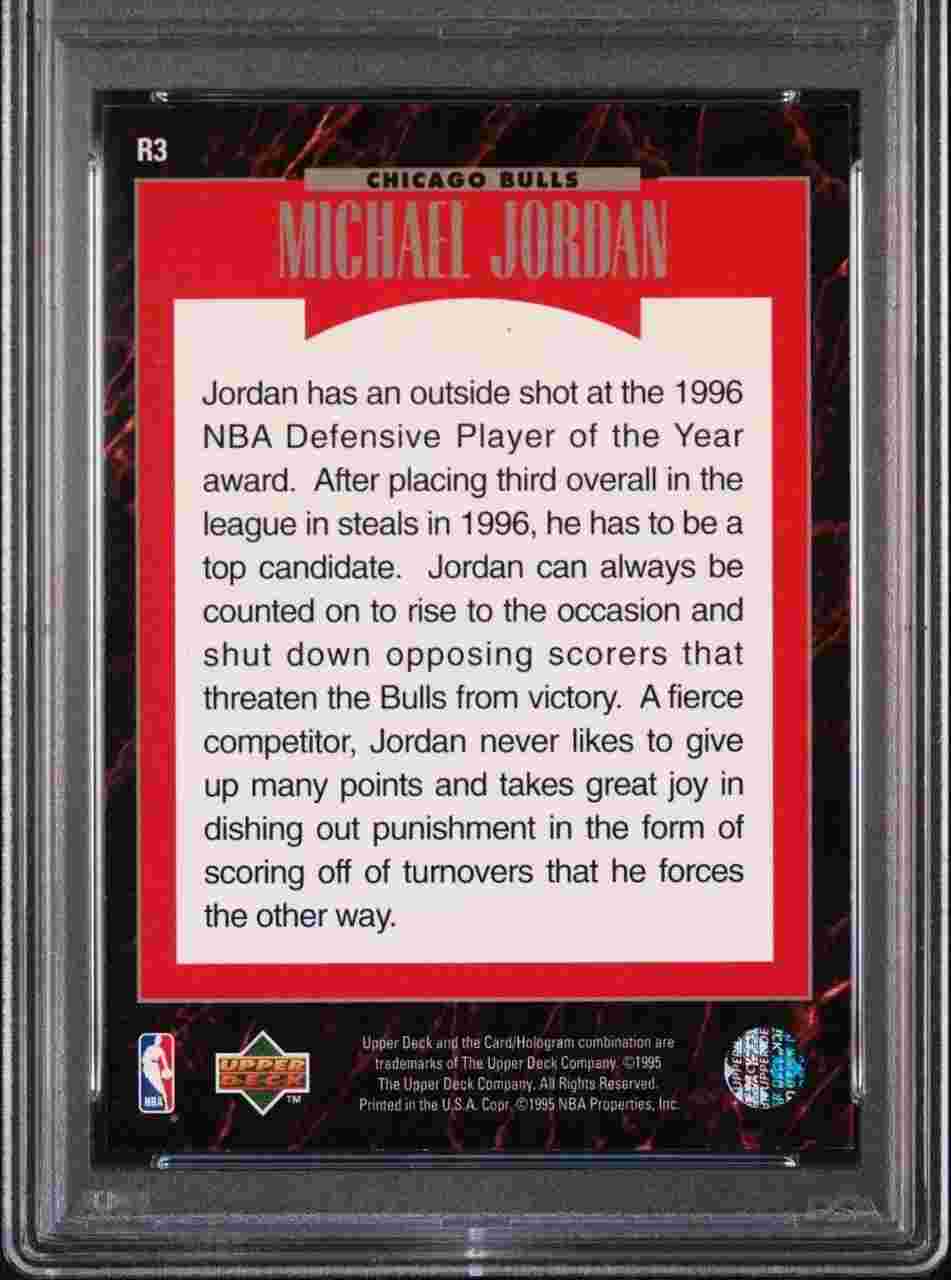 R3
CHICAGO BULLS
MICHAEL JORDAN
Jordan has an outside shot at the 1996
NBA Defensive Player of the Year
award. After placing third overall in the
league in steals in 1996, he has to be a
top candidate. Jordan can always be
counted on to rise to the occasion and
shut down opposing scorers that
threaten the Bulls from victory. A fierce
competitor, Jordan never likes to give
up many points and takes great joy in
dishing out punishment in the form of
scoring off of turnovers that he forces
the other way.
Upper Deck and the Card/Hologram combination are
trademarks of The Upper Deck Company. ©1995
The Upper Deck Company. All Rights Reserved.
Printed in the U.S.A. Copr. ©1995 NBA Properties, Inc.
NBA
UPPER
DECK
TM
PSA